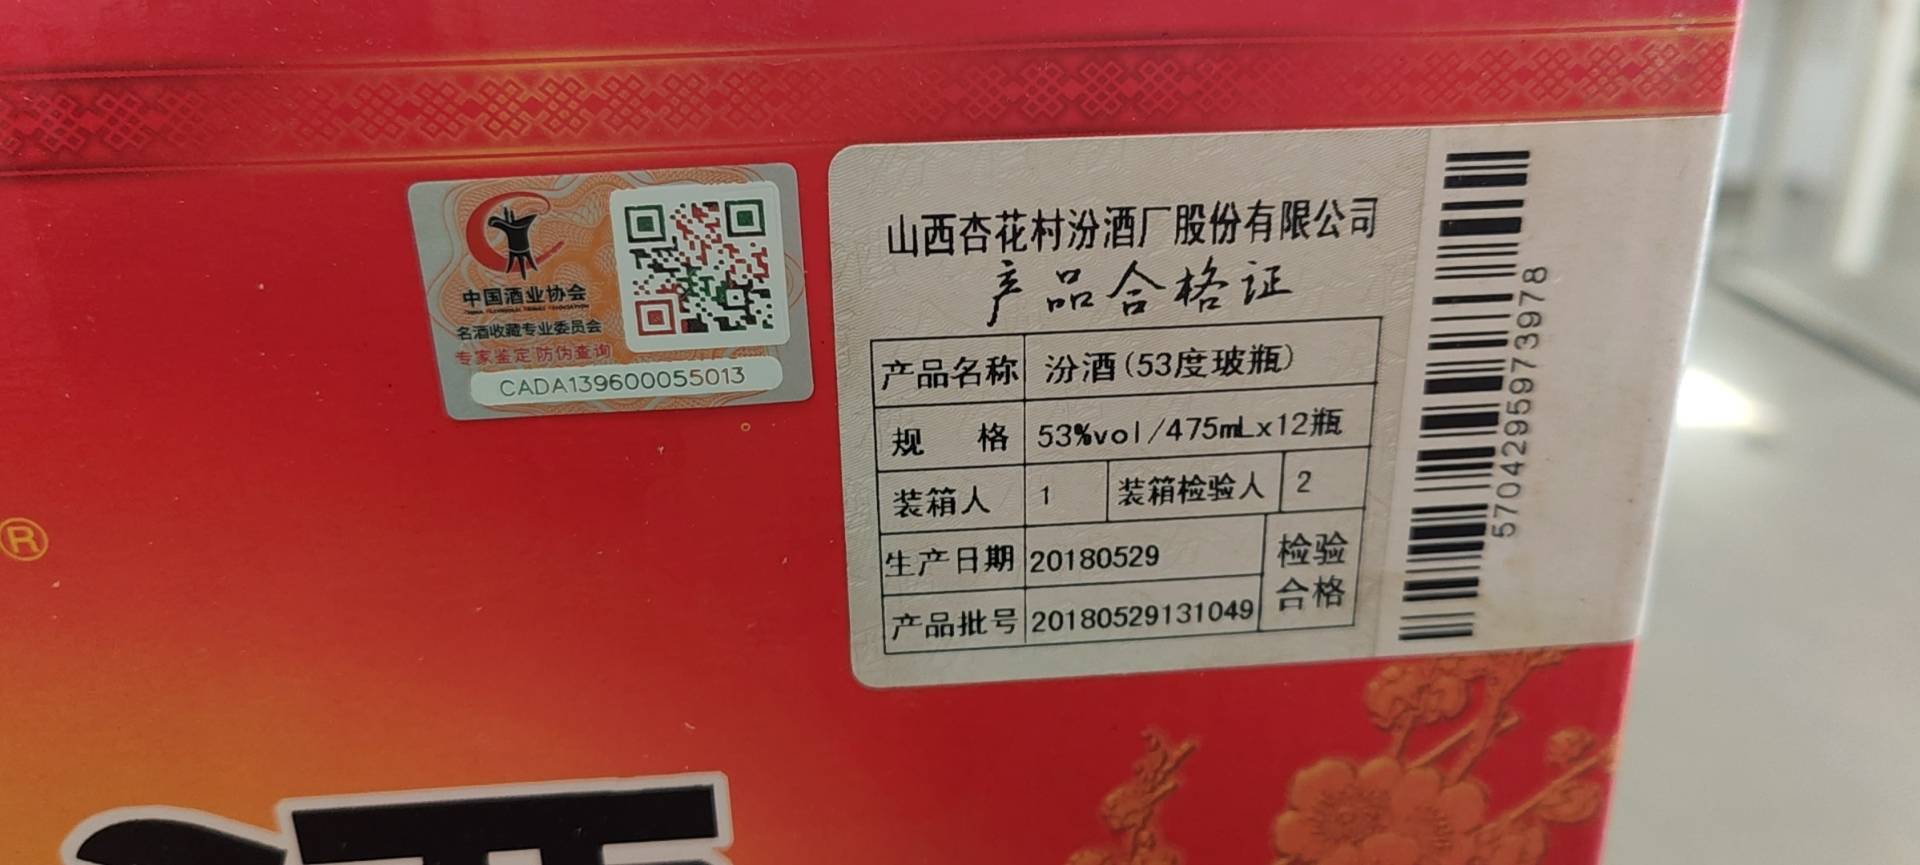 中国酒业协会
名酒收藏专业委员会
专家鉴定 防伪查询
CADA139600055013
山西杏花村汾酒厂股份有限公司
产品合格证
产品名称 汾酒(53度玻瓶)
规 格 53%vol/475mLx12瓶
装箱人 1 装箱检验人 2
生产日期 20180529 检验
产品批号 20180529131049 合格
5704295973978
®